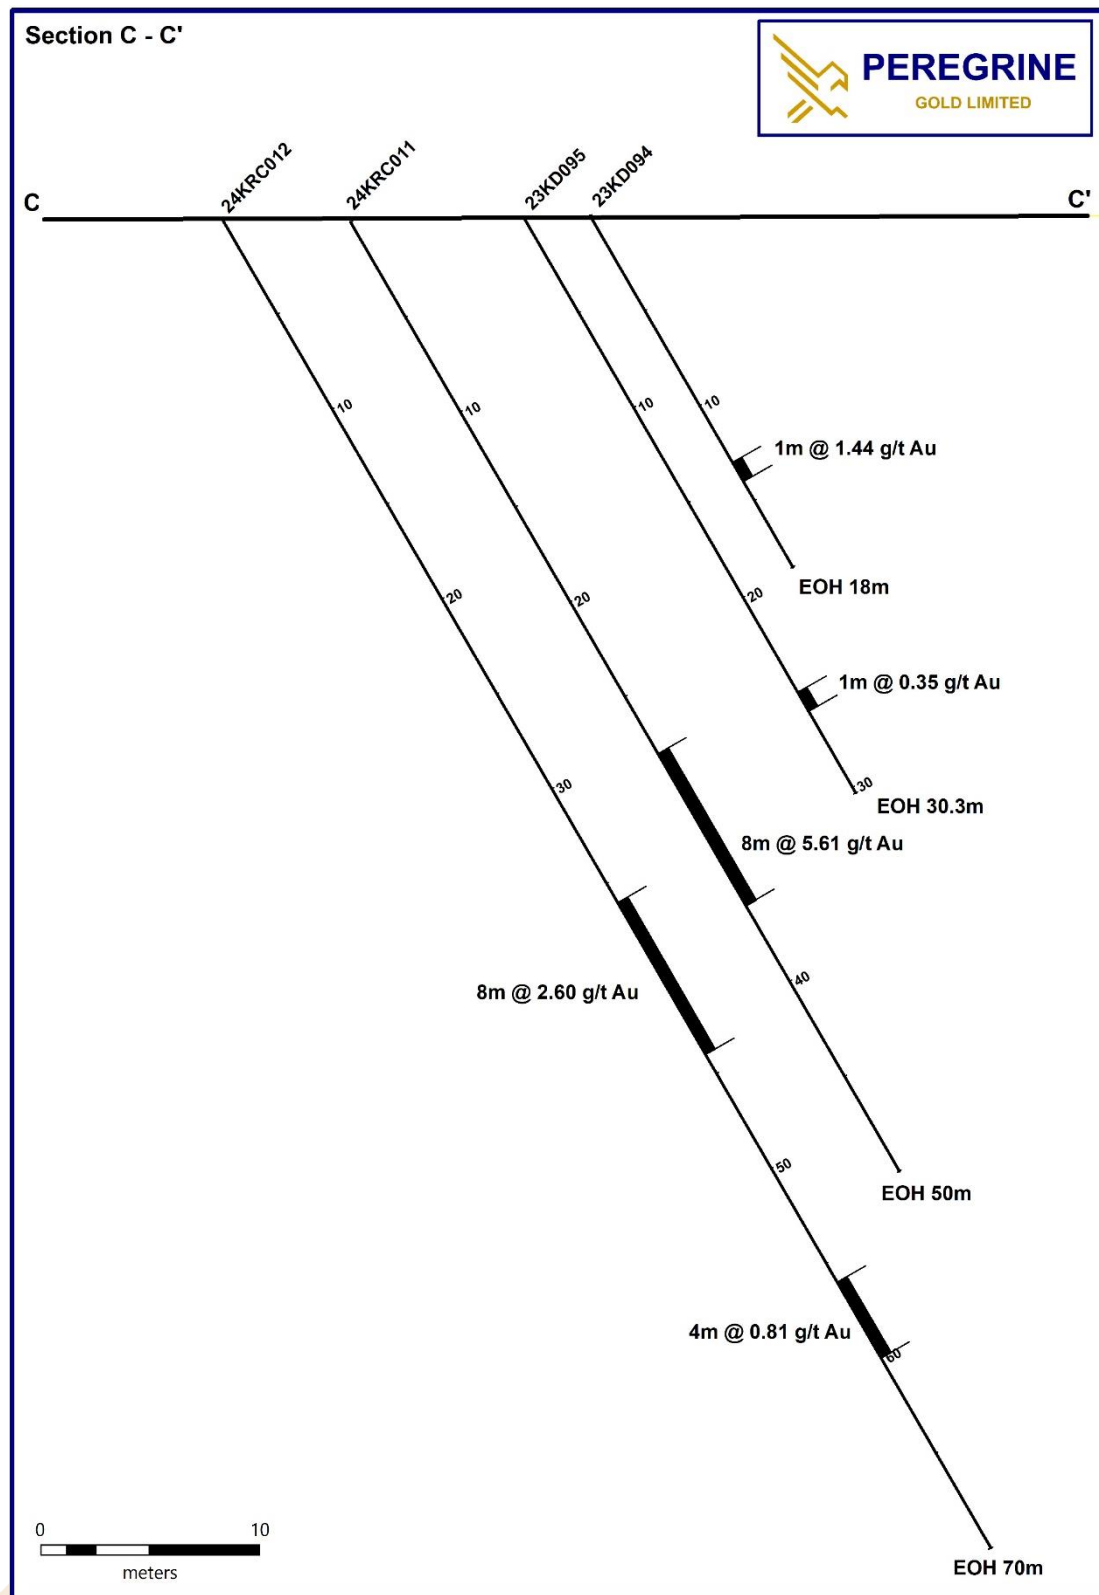 Section C - C'
PEREGRINE
GOLD LIMITED
24KRC012
24KRC011
23KD095
23KD094
C
C'
10
10
10
10
1m @ 1.44 g/t Au
EOH 18m
20
20
20
1m @ 0.35 g/t Au
30
30
EOH 30.3m
8m @ 5.61 g/t Au
40
8m @ 2.60 g/t Au
50
EOH 50m
4m @ 0.81 g/t Au
60
EOH 70m
0
10
meters